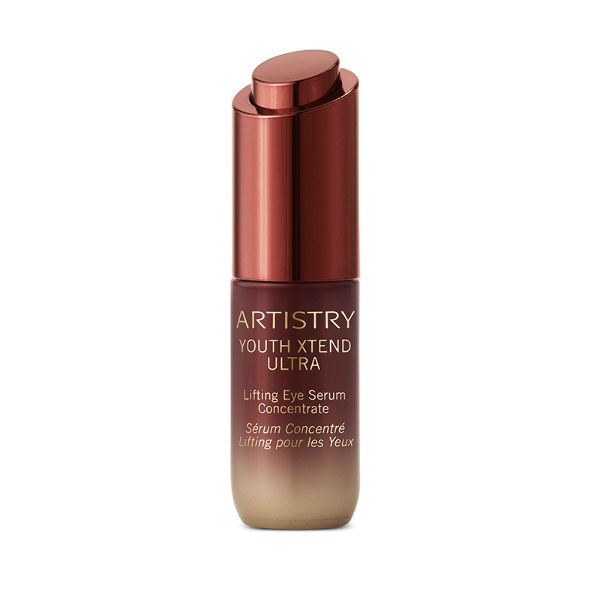 ARTISTRY
YOUTH XTEND
ULTRA
Lifting Eye Serum
Concentrate
Sérum Concentré
Lifting pour les Yeux